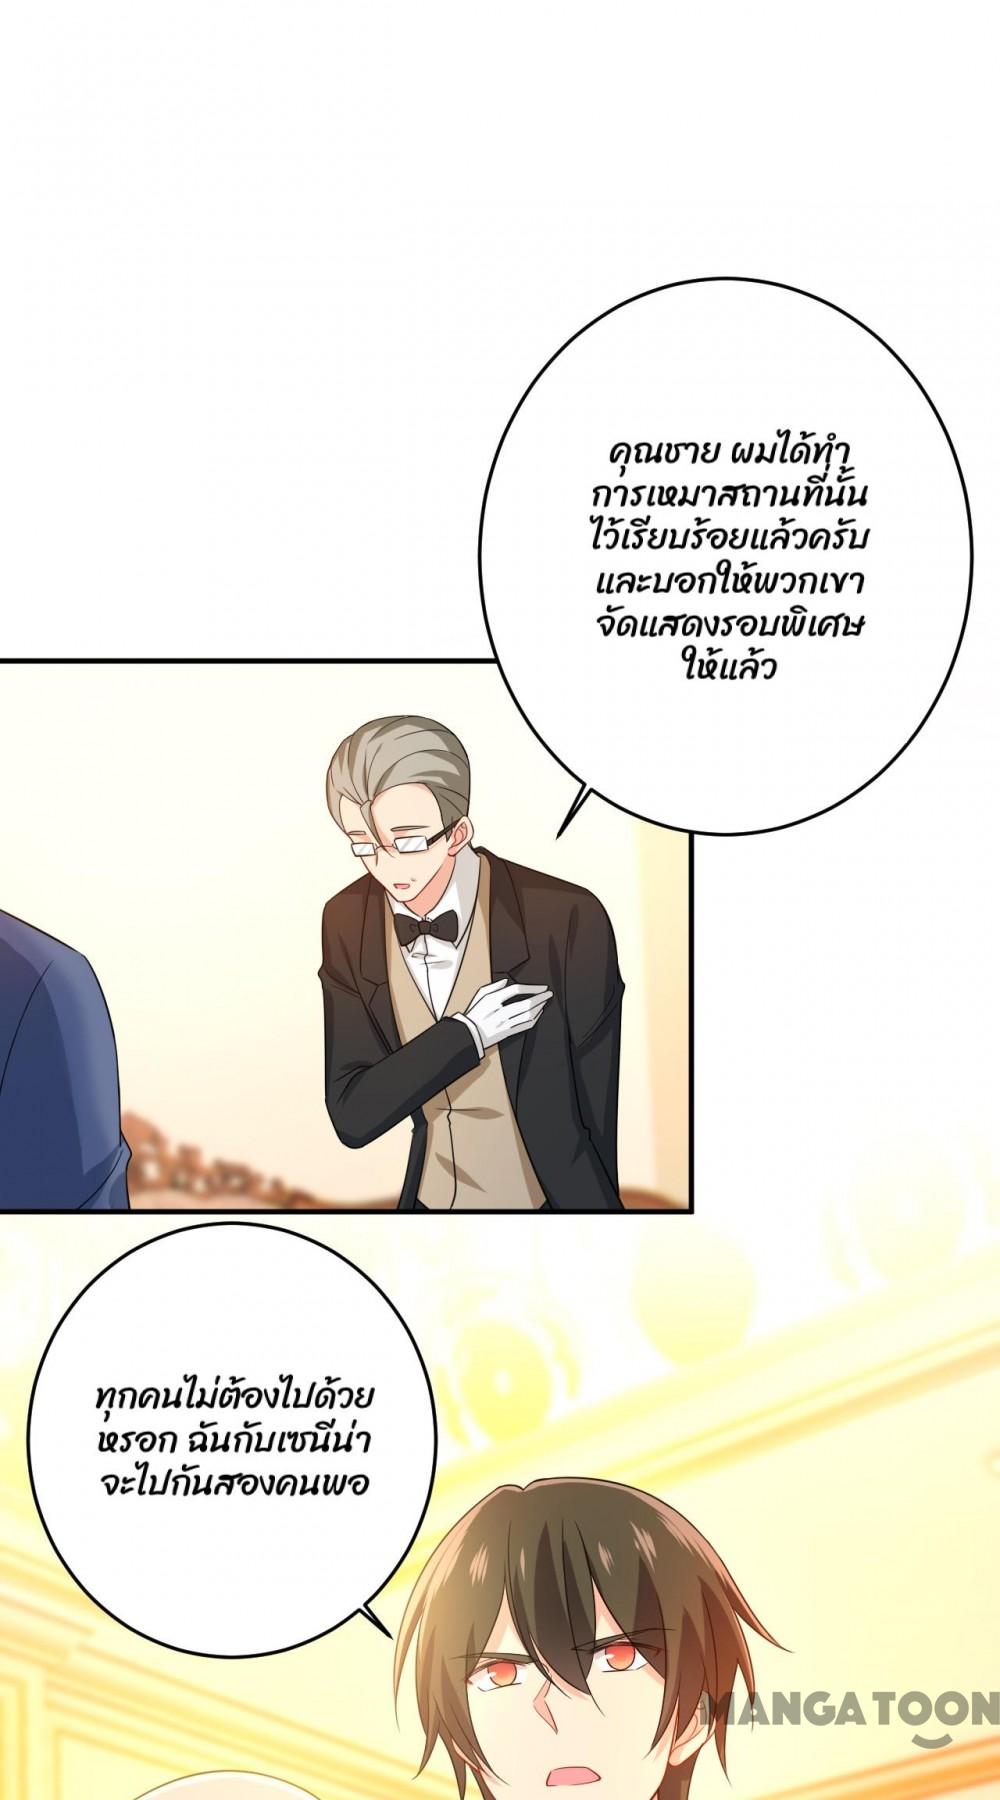 คุณชาย ผมได้ทำ
การเหมาสถานที่นั้น
ไว้เรียบร้อยแล้วครับ
และบอกให้พวกเขา
จัดแสดงรอบพิเศษ
ให้แล้ว
ทุกคนไม่ต้องไปด้วย
หรอก ฉันกับเซนีน่า
จะไปกันสองคนพอ
MANGATOON